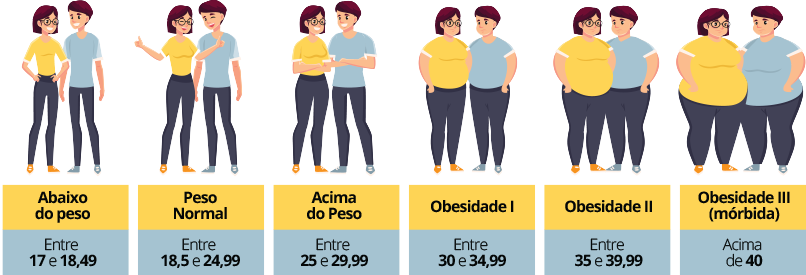 Abaixo
do peso
Entre
17 e 18,49
Peso
Normal
Entre
18,5 e 24,99
Acima
do Peso
Entre
25 e 29,99
Obesidade I
Entre
30 e 34,99
Obesidade II
Entre
35 e 39,99
Obesidade III
(mórbida)
Acima
de 40